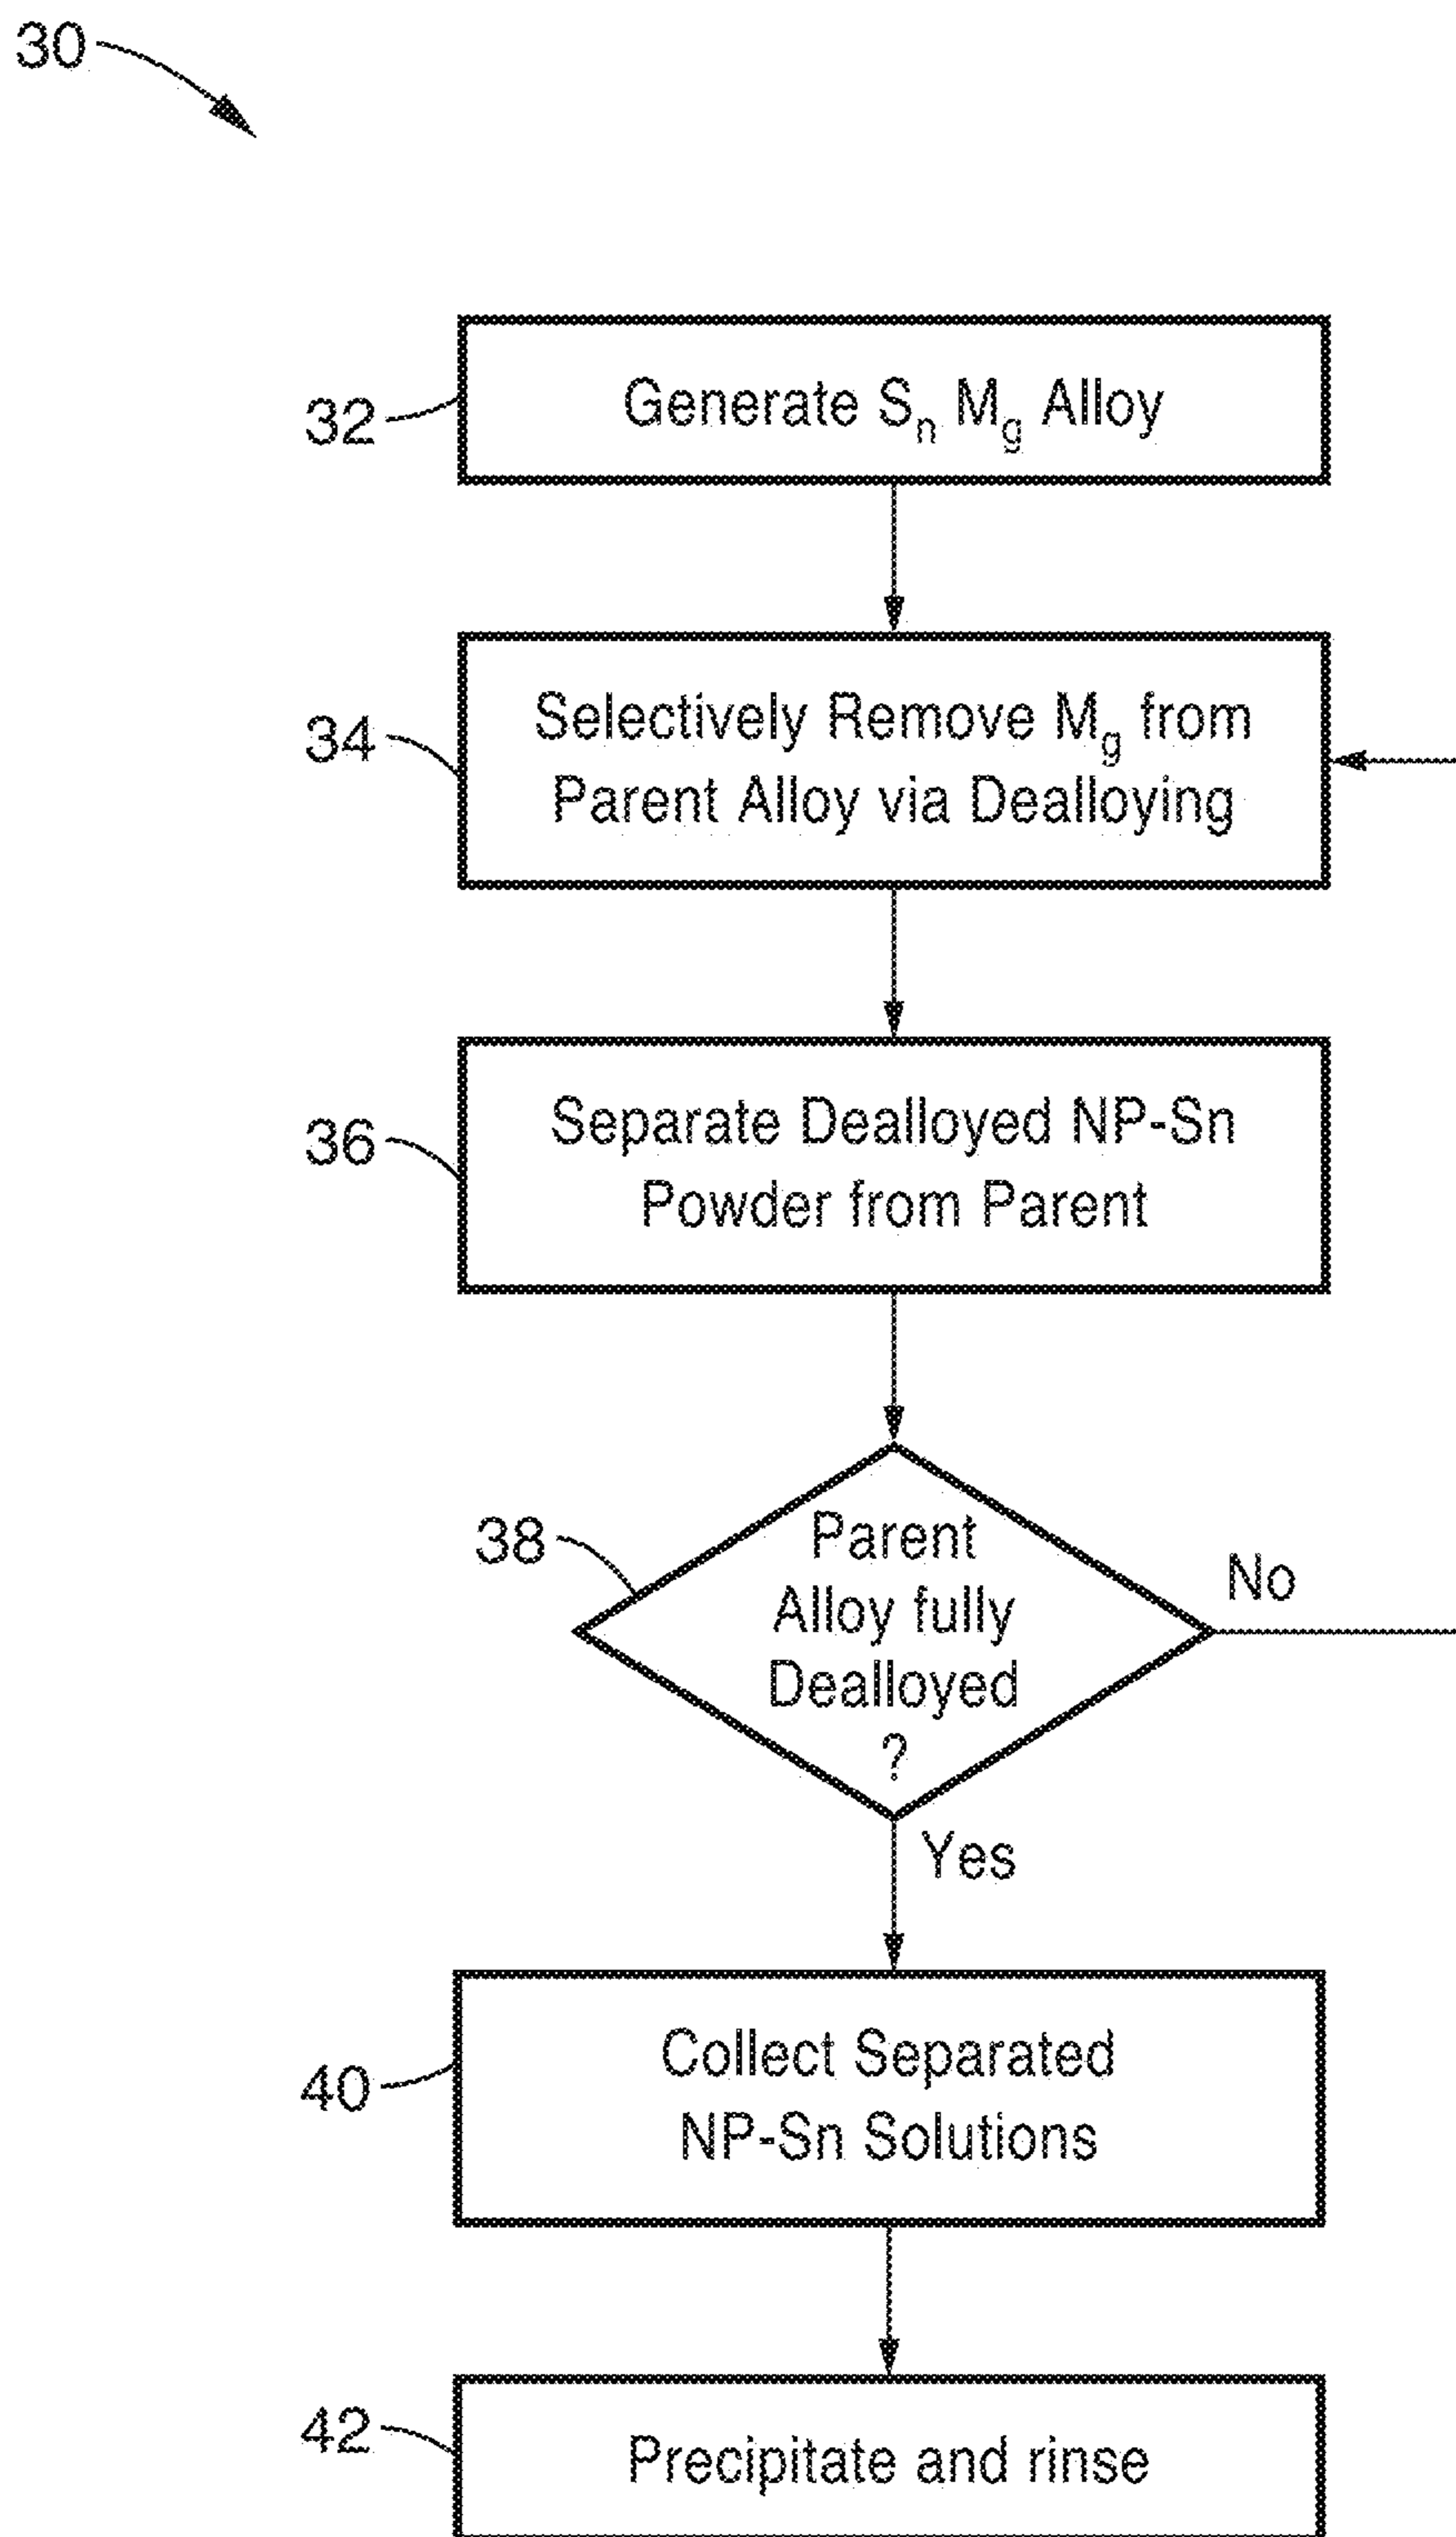 30
32
Generate Sn Mg Alloy
34
Selectively Remove Mg from
Parent Alloy via Dealloying
36
Separate Dealloyed NP-Sn
Powder from Parent
38
Parent
Alloy fully
Dealloyed
?
No
Yes
40
Collect Separated
NP-Sn Solutions
42
Precipitate and rinse